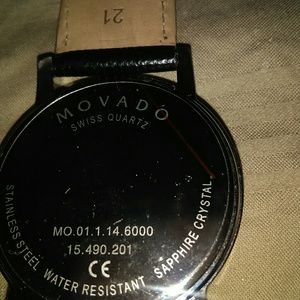 21
MOVADO
SWISS QUARTZ
MO.01.1.14.6000
15.490.201
CE
STAINLESS STEEL WATER RESISTANT SAPPHIRE CRYSTAL